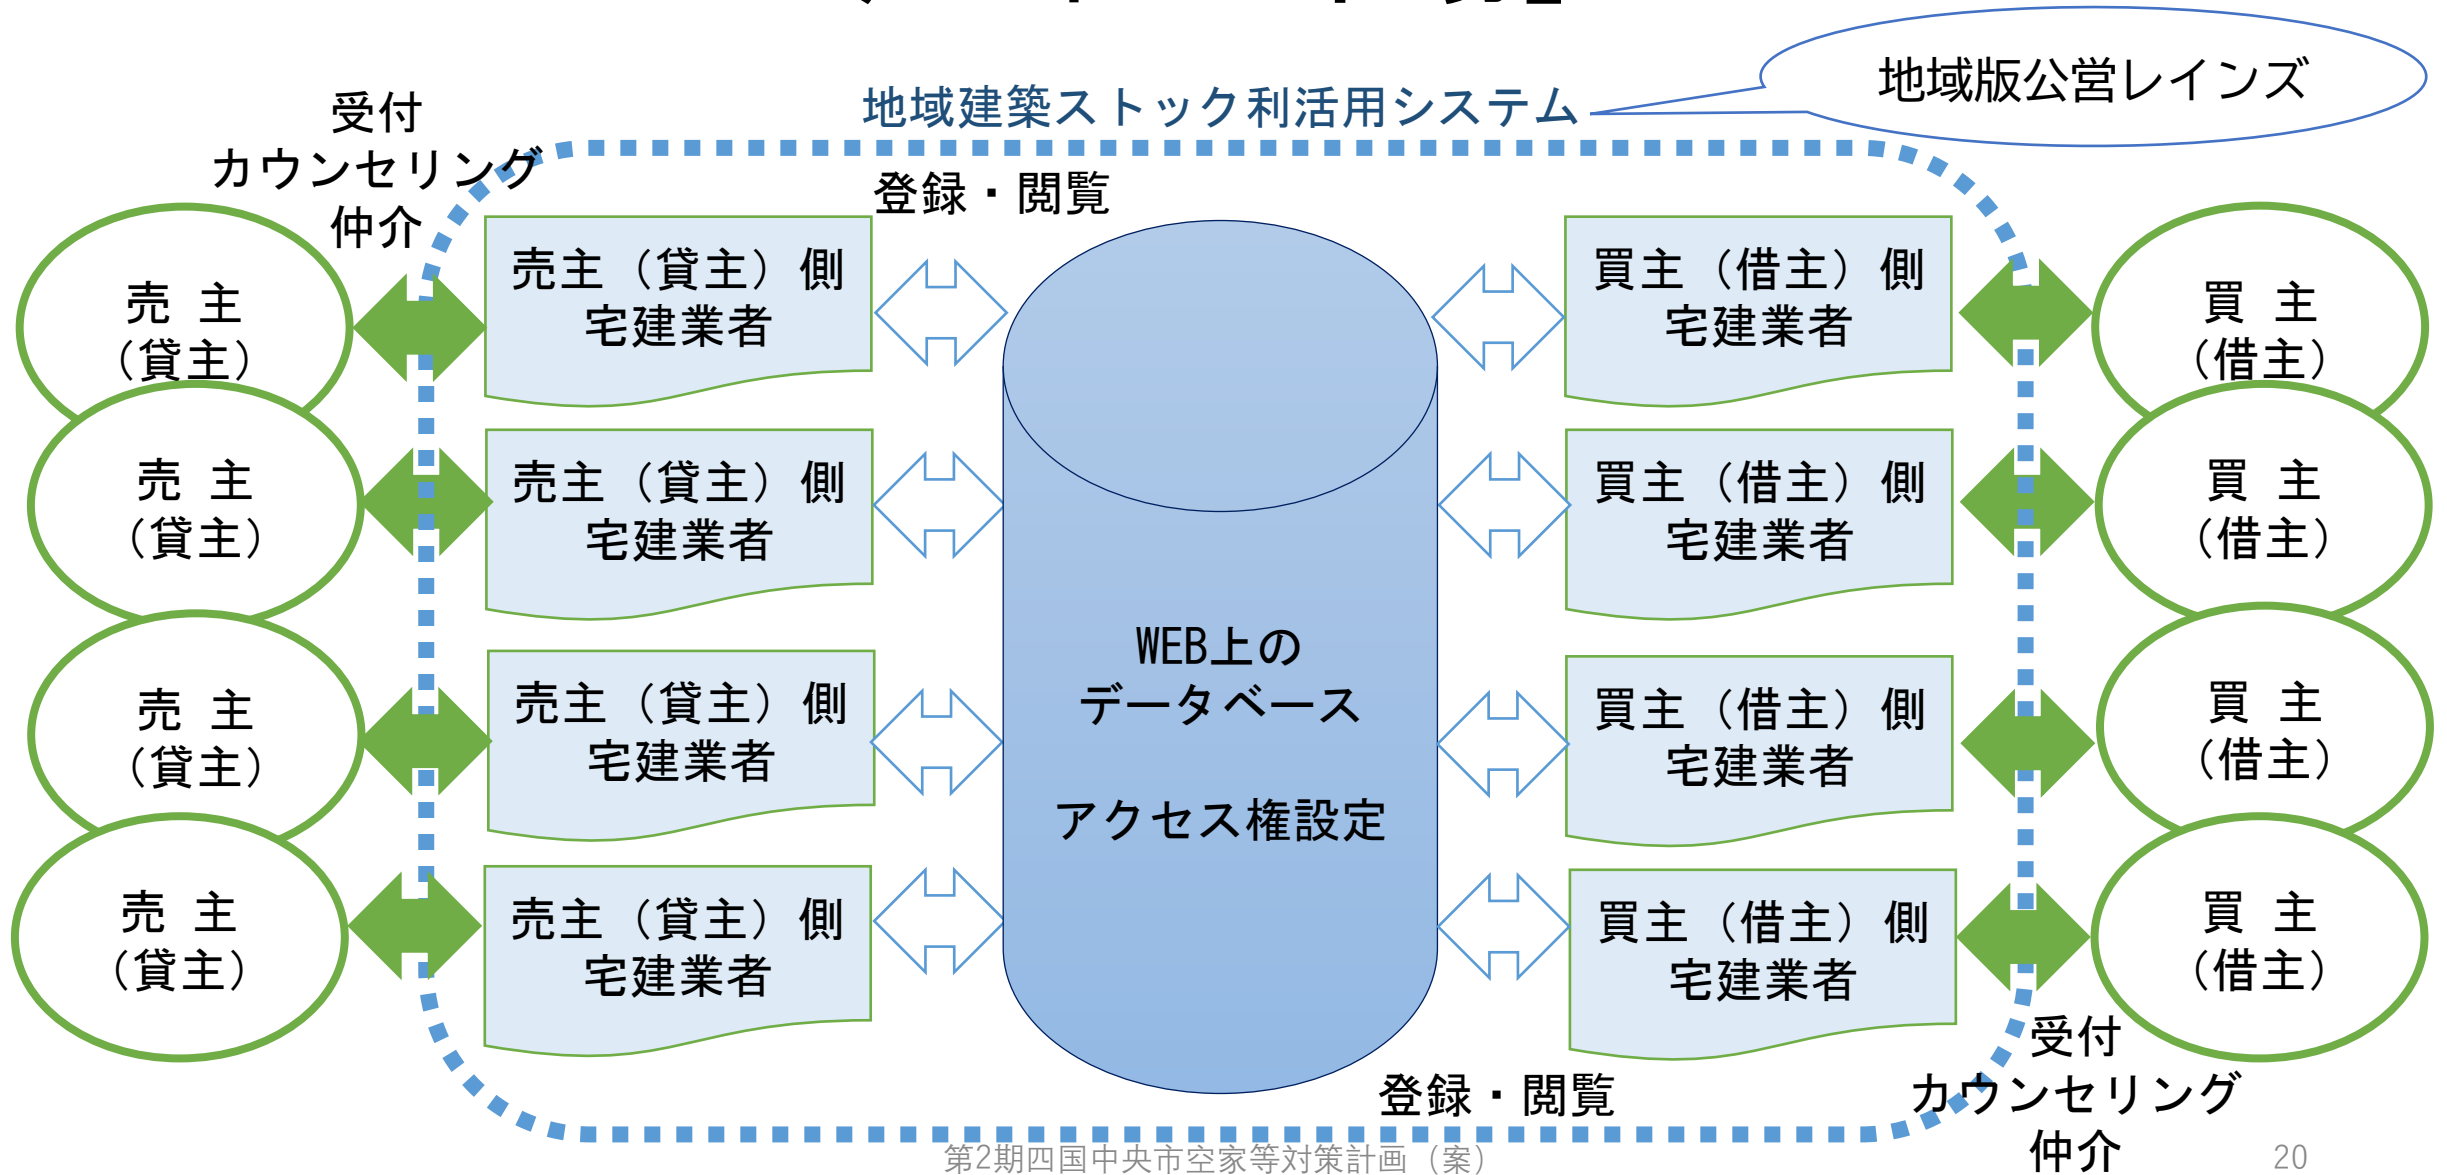 地域版公営レインズ
地域建築ストック利活用システム
受付
カウンセリング
仲介
登録・閲覧
売 主
（貸主）
売主（貸主）側
宅建業者
買主（借主）側
宅建業者
買 主
（借主）
売 主
（貸主）
売主（貸主）側
宅建業者
買主（借主）側
宅建業者
買 主
（借主）
WEB上の
データベース
アクセス権設定
売 主
（貸主）
売主（貸主）側
宅建業者
買主（借主）側
宅建業者
買 主
（借主）
売 主
（貸主）
売主（貸主）側
宅建業者
買主（借主）側
宅建業者
買 主
（借主）
登録・閲覧
受付
カウンセリング
仲介
第2期四国中央市空家等対策計画（案）
20